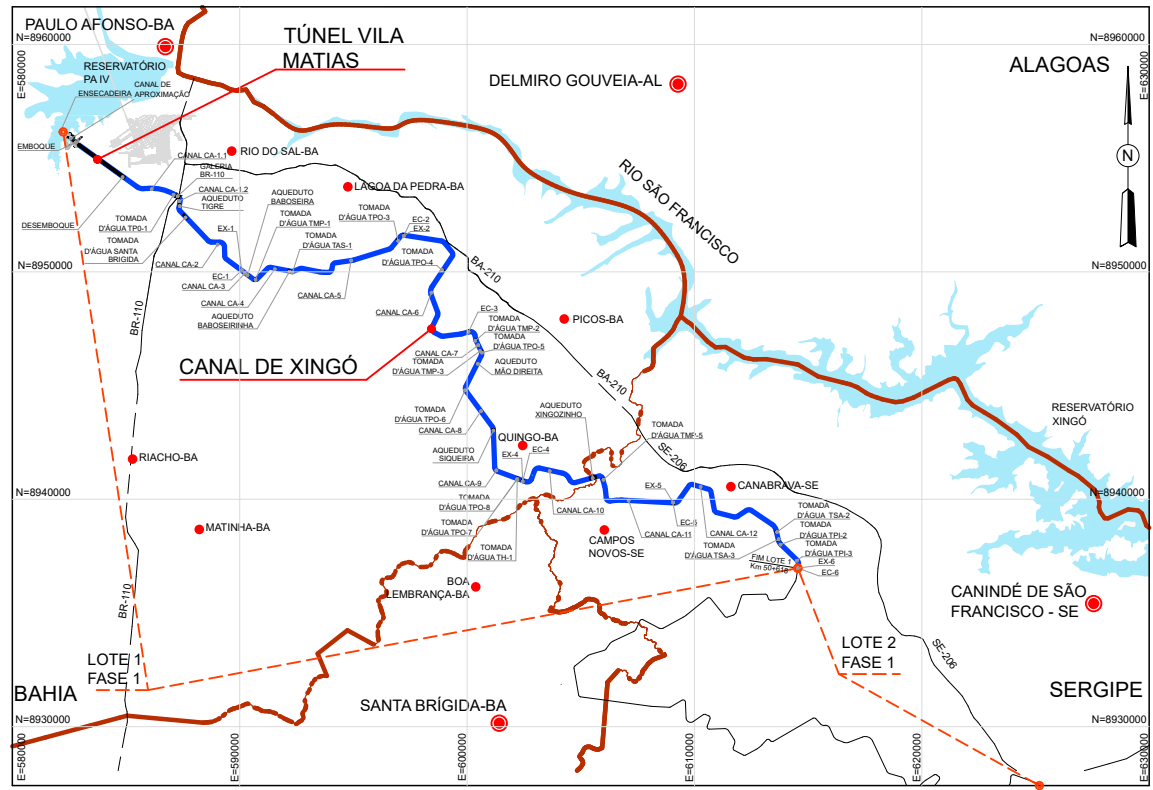 PAULO AFONSO-BA
N=8960000
N=8960000
E=580000
E=630000
TÚNEL VILA
MATIAS
DELMIRO GOUVEIA-AL
ALAGOAS
RESERVATÓRIO
PA IV
ENSECADEIRA
CANAL DE
APROXIMAÇÃO
EMBOQUE
N
RIO DO SAL-BA
CANAL CA-1.1
GALERIA
BR-110
CANAL CA-1.2
AQUEDUTO
TIGRE
LAGOA DA PEDRA-BA
AQUEDUTO
BABOSEIRA
TOMADA
D'ÁGUA TMP-1
TOMADA
D'ÁGUA TAS-1
TOMADA
D'ÁGUA TPO-3
EC-2
EX-2
RIO SÃO FRANCISCO
DESEMBOQUE
TOMADA
D'ÁGUA TP0-1
TOMADA
D'ÁGUA SANTA
BRIGIDA
EX-1
CANAL CA-2
EC-1
CANAL CA-3
CANAL CA-4
AQUEDUTO
BABOSEIRINHA
CANAL CA-5
TOMADA
D'ÁGUA TPO-4
BA-210
N=8950000
N=8950000
CANAL CA-6
EC-3
TOMADA
D'ÁGUA TMP-2
TOMADA
D'ÁGUA TPO-5
PICOS-BA
BR-110
CANAL DE XINGÓ
CANAL CA-7
TOMADA
D'ÁGUA TMP-3
AQUEDUTO
MÃO DIREITA
BA-210
TOMADA
D'ÁGUA TPO-6
CANAL CA-8
AQUEDUTO
XINGOZINHO
TOMADA
D'ÁGUA TMP-5
RESERVATÓRIO
XINGÓ
QUINGO-BA
AQUEDUTO
SIQUEIRA
EX-4
EC-4
SE-206
RIACHO-BA
CANAL CA-9
EX-5
CANABRAVA-SE
N=8940000
N=8940000
TOMADA
D'ÁGUA TPO-8
CANAL CA-10
TOMADA
D'ÁGUA TPO-7
TOMADA
D'ÁGUA TH-1
MATINHA-BA
CAMPOS
NOVOS-SE
EC-5
CANAL CA-11
CANAL CA-12
TOMADA
D'ÁGUA TSA-2
TOMADA
D'ÁGUA TPI-2
TOMADA
D'ÁGUA TSA-3
TOMADA
D'ÁGUA TPI-3
FIM LOTE 1
Km 50+618
EX-6
EC-6
BOA
LEMBRANÇA-BA
BR-110
CANINDÉ DE SÃO
FRANCISCO - SE
LOTE 1
FASE 1
LOTE 2
FASE 1
SE-206
BAHIA
SANTA BRÍGIDA-BA
SERGIPE
N=8930000
N=8930000
E=580000
E=590000
E=600000
E=610000
E=620000
E=630000